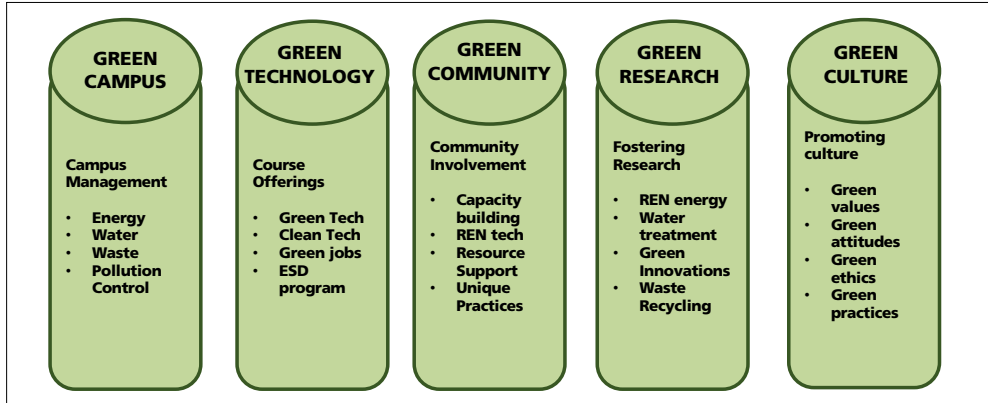 GREEN
CAMPUS
Campus
Management
• Energy
• Water
• Waste
• Pollution
Control
GREEN
TECHNOLOGY
Course
Offerings
• Green Tech
• Clean Tech
• Green jobs
• ESD
program
GREEN
COMMUNITY
Community
Involvement
• Capacity
building
• REN tech
• Resource
Support
• Unique
Practices
GREEN
RESEARCH
Fostering
Research
• REN energy
• Water
treatment
• Green
Innovations
• Waste
Recycling
GREEN
CULTURE
Promoting
culture
• Green
values
• Green
attitudes
• Green
ethics
• Green
practices